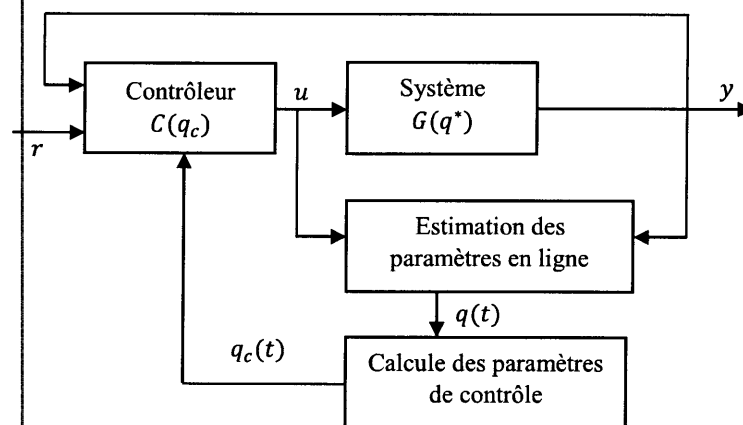 Contrôleur
C(q_c)
u
Système
G(q*)
y
r
Estimation des
paramètres en ligne
q(t)
q_c(t)
Calcule des paramètres
de contrôle